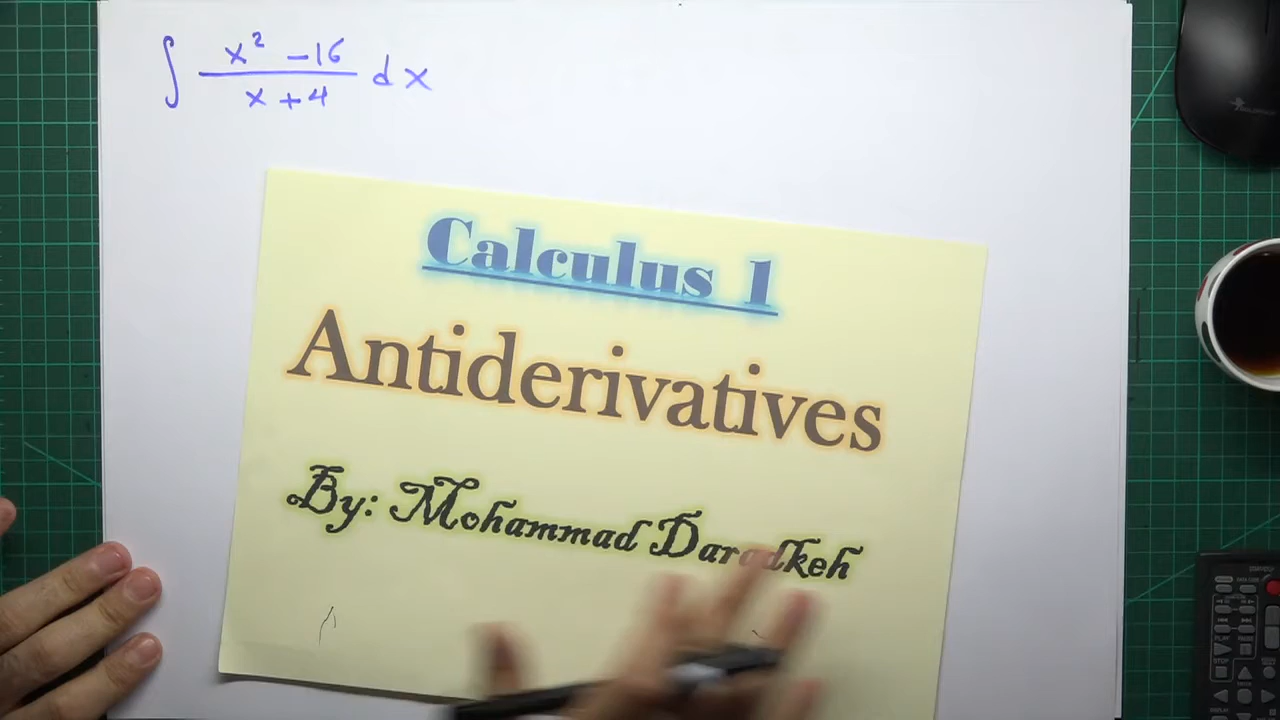 ∫ x² - 16 / x + 4 dx
Calculus 1
Antiderivatives
By: Mohammad Daradkeh